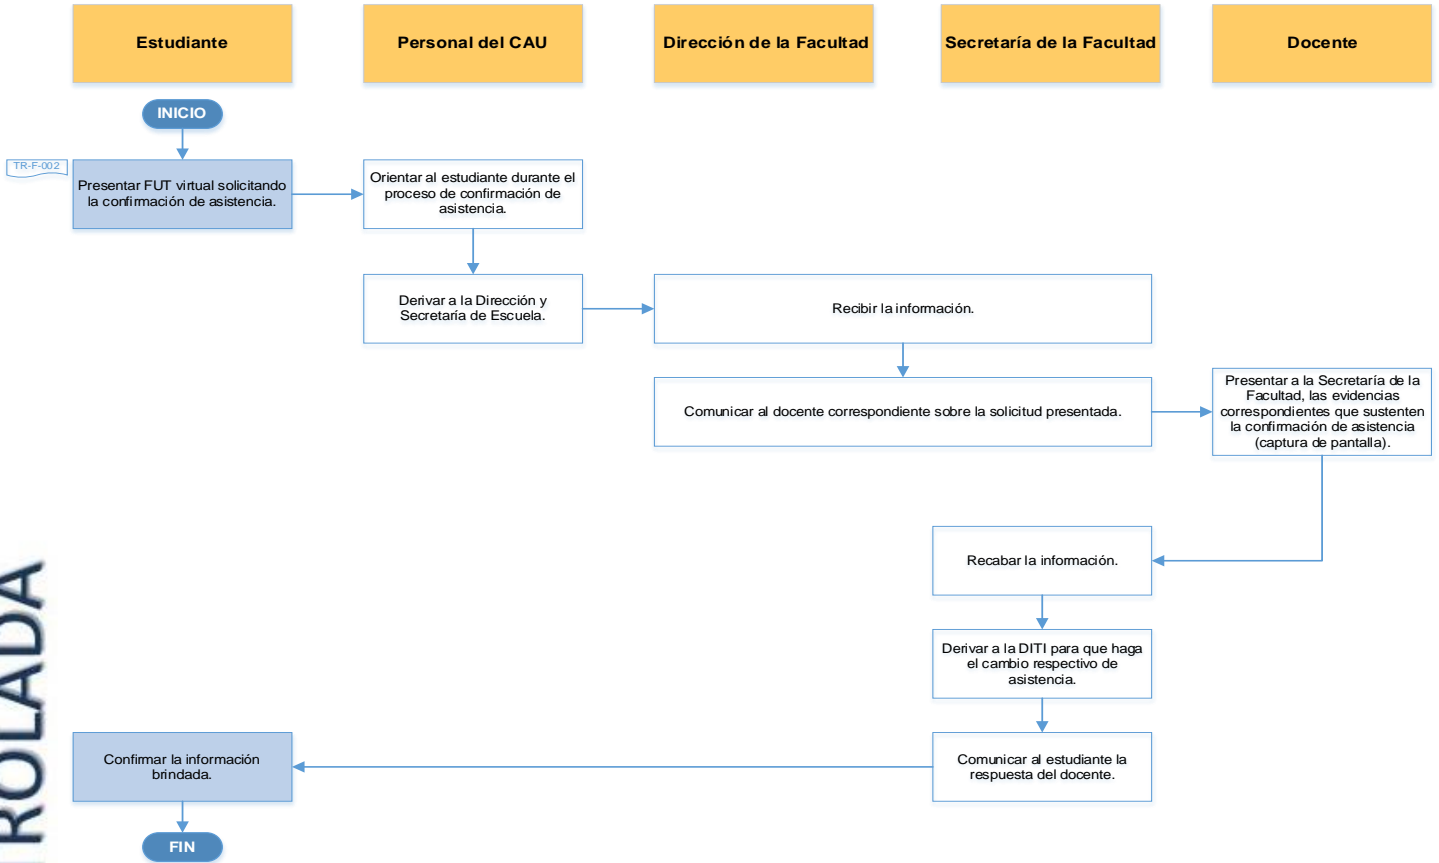 Estudiante
Personal del CAU
Dirección de la Facultad
Secretaría de la Facultad
Docente
INICIO
TR-F-002
Presentar FUT virtual solicitando
la confirmación de asistencia.
Orientar al estudiante durante el
proceso de confirmación de
asistencia.
Derivar a la Dirección y
Secretaría de Escuela.
Recibir la información.
Comunicar al docente correspondiente sobre la solicitud presentada.
Presentar a la Secretaría de la
Facultad, las evidencias
correspondientes que sustenten
la confirmación de asistencia
(captura de pantalla).
Recabar la información.
Derivar a la DITI para que haga
el cambio respectivo de
asistencia.
Comunicar al estudiante la
respuesta del docente.
Confirmar la información
brindada.
FIN
ROLADA